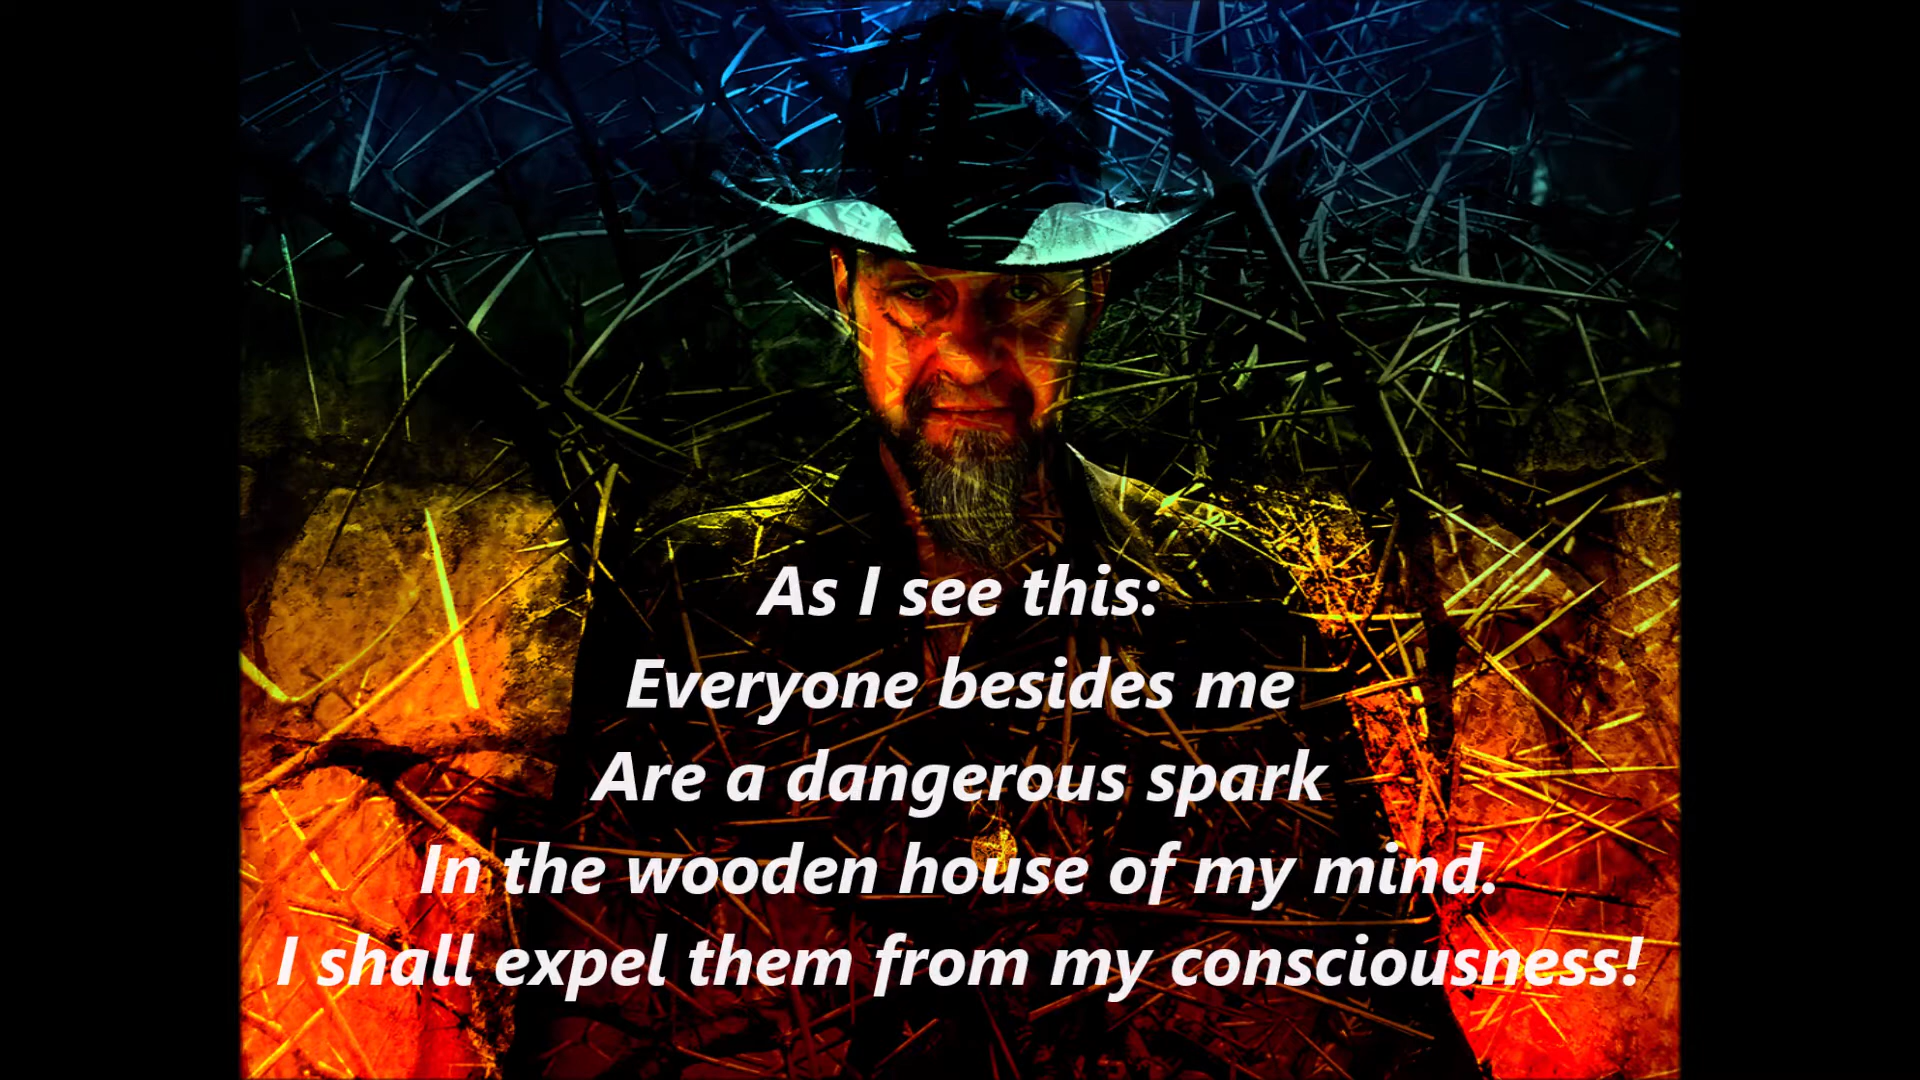 As I see this:
Everyone besides me
Are a dangerous spark
In the wooden house of my mind.
I shall expel them from my consciousness!